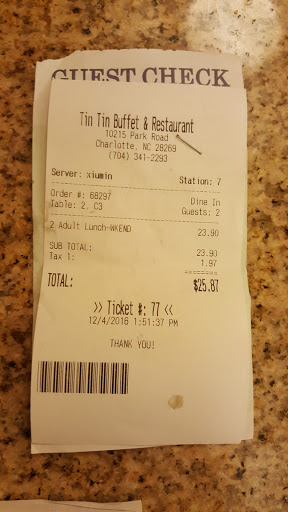 GUEST CHECK
Tin Tin Buffet & Restaurant
10215 Park Road
Charlotte, NC 28269
(704) 341-2293
Server: xiumin Station: 7
Order #: 68297 Dine In
Table: 2, C3 Guests: 2
2 Adult Lunch-WKEND 23.90
SUB TOTAL: 23.90
Tax 1: 1.97
========
TOTAL: $25.87
>> Ticket #: 77 <<
12/4/2016 1:51:37 PM
THANK YOU!